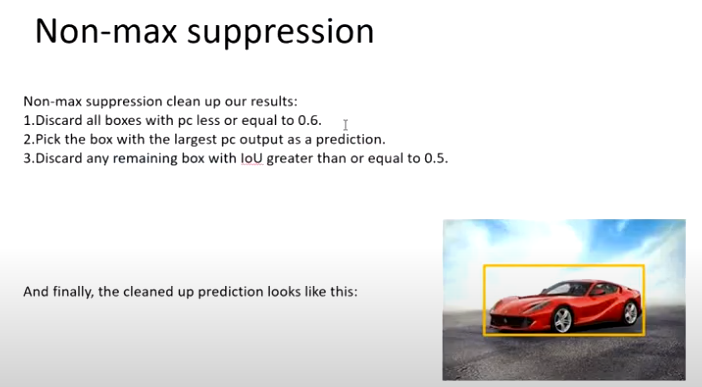 Non-max suppression
Non-max suppression clean up our results:
1.Discard all boxes with pc less or equal to 0.6.
2.Pick the box with the largest pc output as a prediction.
3.Discard any remaining box with IoU greater than or equal to 0.5.
And finally, the cleaned up prediction looks like this: